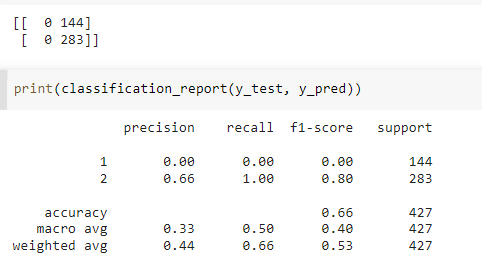 [[ 0 144]
[ 0 283]]
print(classification_report(y_test, y_pred))
precision recall f1-score support
1 0.00 0.00 0.00 144
2 0.66 1.00 0.80 283
accuracy 0.66 427
macro avg 0.33 0.50 0.40 427
weighted avg 0.44 0.66 0.53 427